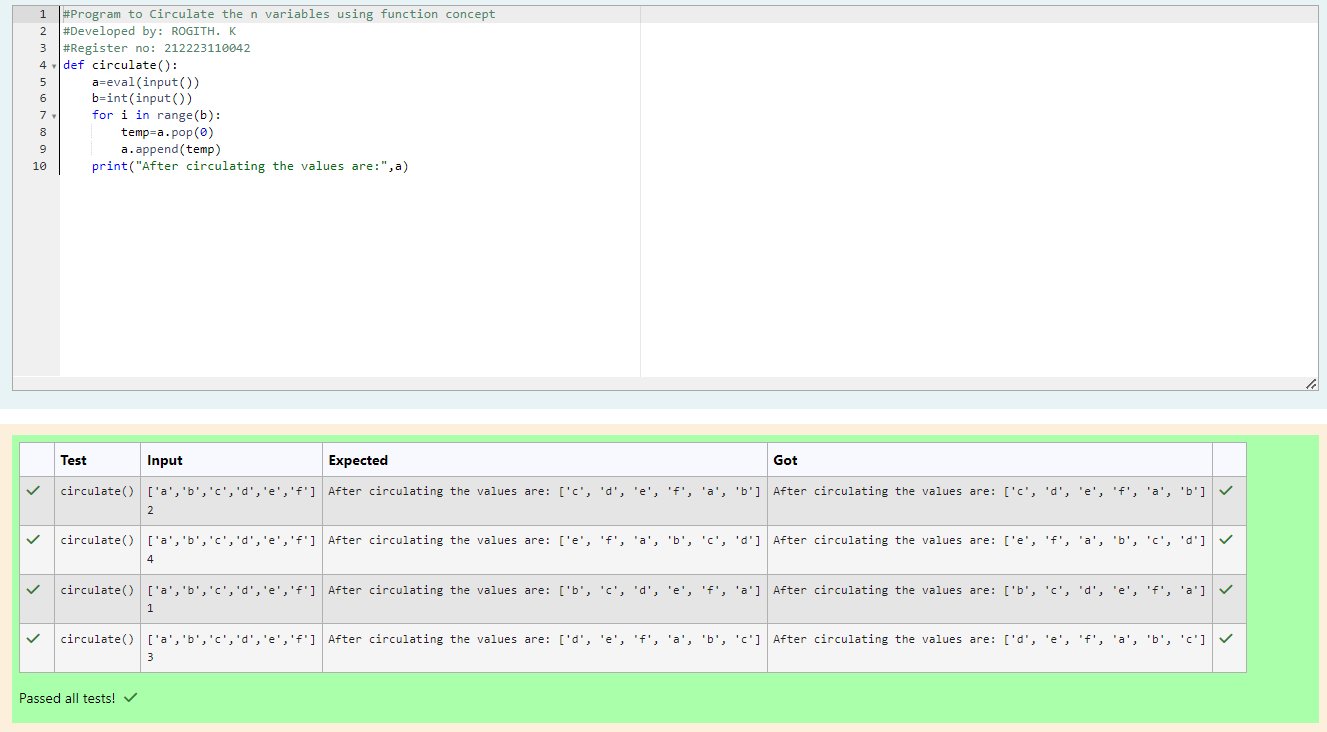 1 #Program to Circulate the n variables using function concept
2 #Developed by: ROGITH. K
3 #Register no: 212223110042
4 def circulate():
5     a=eval(input())
6     b=int(input())
7     for i in range(b):
8         temp=a.pop(0)
9         a.append(temp)
10     print("After circulating the values are:",a)
Test Input Expected Got
circulate() ['a','b','c','d','e','f'] After circulating the values are: ['c', 'd', 'e', 'f', 'a', 'b'] After circulating the values are: ['c', 'd', 'e', 'f', 'a', 'b']
2
circulate() ['a','b','c','d','e','f'] After circulating the values are: ['e', 'f', 'a', 'b', 'c', 'd'] After circulating the values are: ['e', 'f', 'a', 'b', 'c', 'd']
4
circulate() ['a','b','c','d','e','f'] After circulating the values are: ['b', 'c', 'd', 'e', 'f', 'a'] After circulating the values are: ['b', 'c', 'd', 'e', 'f', 'a']
1
circulate() ['a','b','c','d','e','f'] After circulating the values are: ['d', 'e', 'f', 'a', 'b', 'c'] After circulating the values are: ['d', 'e', 'f', 'a', 'b', 'c']
3
Passed all tests!